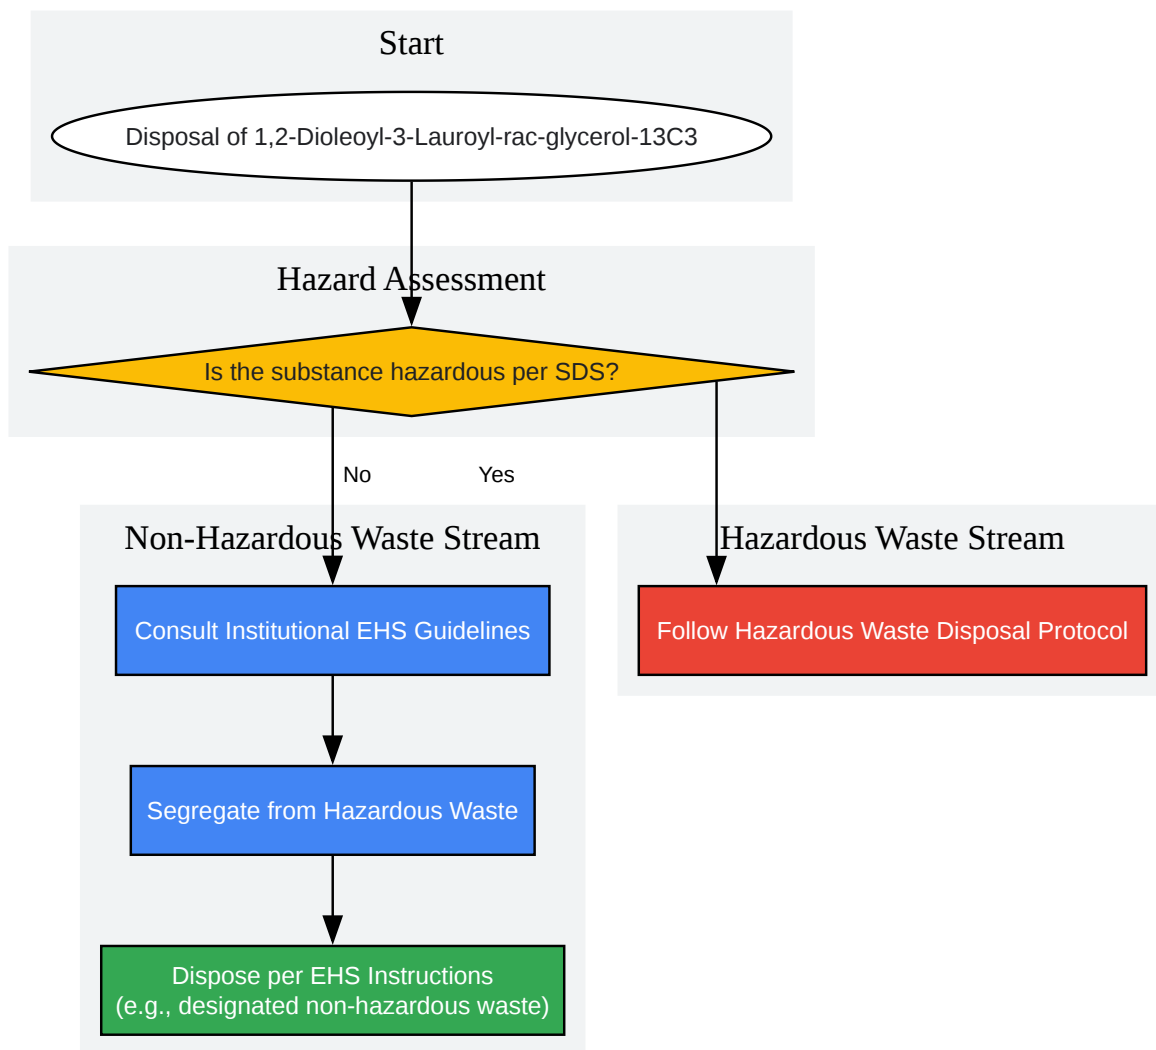 Start
Disposal of 1,2-Dioleoyl-3-Lauroyl-rac-glycerol-13C3
Hazard Assessment
Is the substance hazardous per SDS?
No
Yes
Non-Hazardous Waste Stream
Hazardous Waste Stream
Consult Institutional EHS Guidelines
Follow Hazardous Waste Disposal Protocol
Segregate from Hazardous Waste
Dispose per EHS Instructions
(e.g., designated non-hazardous waste)